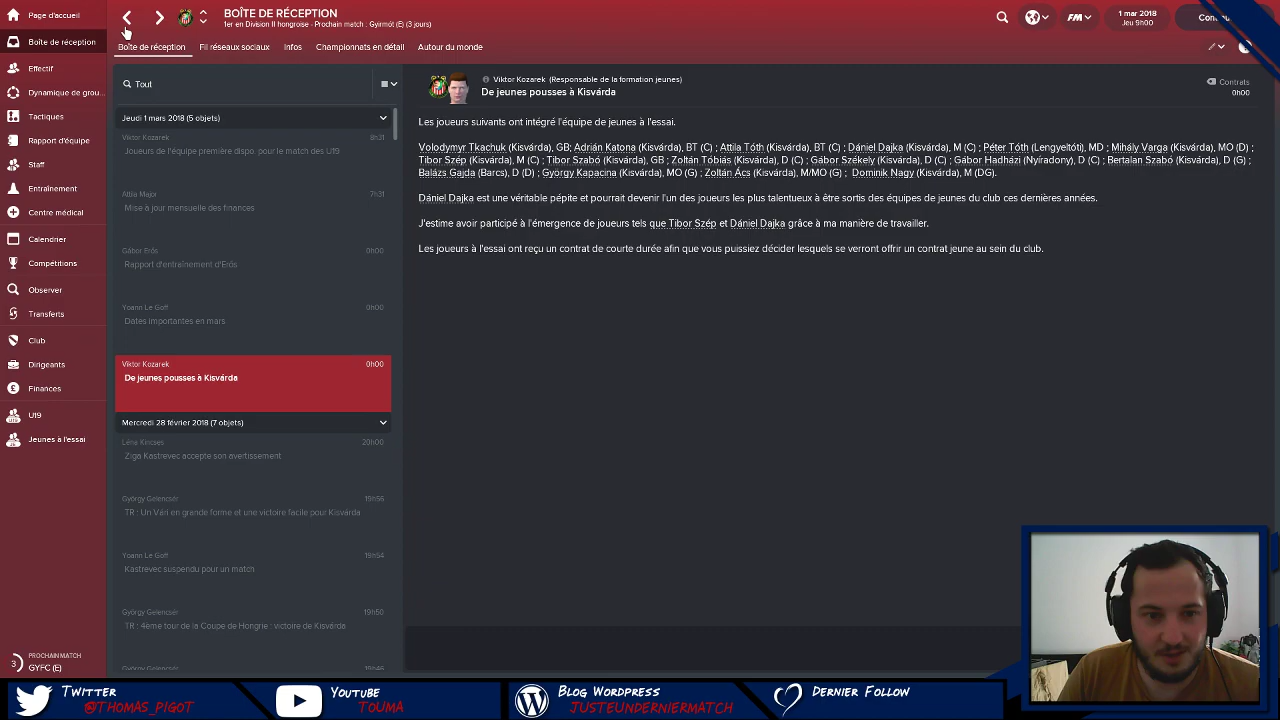 Page d'accueil
Boîte de réception
Effectif
Dynamique de grou...
Tactiques
Rapport d'équipe
Staff
Entraînement
Centre médical
Calendrier
Compétitions
Observer
Transferts
Club
Dirigeants
Finances
U19
Jeunes à l'essai
3
PROCHAIN MATCH
GYFC (E)
BOÎTE DE RÉCEPTION
1er en Division II hongroise - Prochain match : Gyirmót (E) (3 jours)
FM
1 mar 2018
Jeu 9h00
Boîte de réception
Fil réseaux sociaux
Infos
Championnats en détail
Autour du monde
Tout
Jeudi 1 mars 2018 (5 objets)
Viktor Kozarek 8h31
Joueurs de l'équipe première dispo. pour le match des U19
Attila Major 7h31
Mise à jour mensuelle des finances
Gábor Erős 0h00
Rapport d'entraînement d'Erős
Yoann Le Goff 0h00
Dates importantes en mars
Viktor Kozarek 0h00
De jeunes pousses à Kisvárda
Mercredi 28 février 2018 (7 objets)
Léna Kincses 20h00
Ziga Kastrevec accepte son avertissement
György Gelencsér 19h56
TR : Un Vári en grande forme et une victoire facile pour Kisvárda
Yoann Le Goff 19h54
Kastrevec suspendu pour un match
György Gelencsér 19h50
TR : 4ème tour de la Coupe de Hongrie : victoire de Kisvárda
György Gelencsér 19h46
Viktor Kozarek (Responsable de la formation jeunes)
De jeunes pousses à Kisvárda
Contrats
0h00
Les joueurs suivants ont intégré l'équipe de jeunes à l'essai.
Volodymyr Tkachuk (Kisvárda), GB ; Adrián Katona (Kisvárda), BT (C) ; Attila Tóth (Kisvárda), BT (C) ; Dániel Dajka (Kisvárda), M (C) ; Péter Tóth (Lengyeltóti), MD ; Mihály Varga (Kisvárda), MO (D) ;
Tibor Szép (Kisvárda), M (C) ; Tibor Szabó (Kisvárda), GB ; Zoltán Tóbiás (Kisvárda), D (C) ; Gábor Székely (Kisvárda), D (C) ; Gábor Hadházi (Nyíradony), D (C) ; Bertalan Szabó (Kisvárda), D (G) ;
Balázs Gajda (Barcs), D (D) ; György Kapacina (Kisvárda), MO (G) ; Zoltán Ács (Kisvárda), M/MO (G) ; Dominik Nagy (Kisvárda), M (DG).
Dániel Dajka est une véritable pépite et pourrait devenir l'un des joueurs les plus talentueux à être sortis des équipes de jeunes du club ces dernières années.
J'estime avoir participé à l'émergence de joueurs tels que Tibor Szép et Dániel Dajka grâce à ma manière de travailler.
Les joueurs à l'essai ont reçu un contrat de courte durée afin que vous puissiez décider lesquels se verront offrir un contrat jeune au sein du club.
TWITTER
@THOMAS_PIGOT
YOUTUBE
TOUMA
BLOG WORDPRESS
JUSTEUNDERNIERMATCH
DERNIER FOLLOW